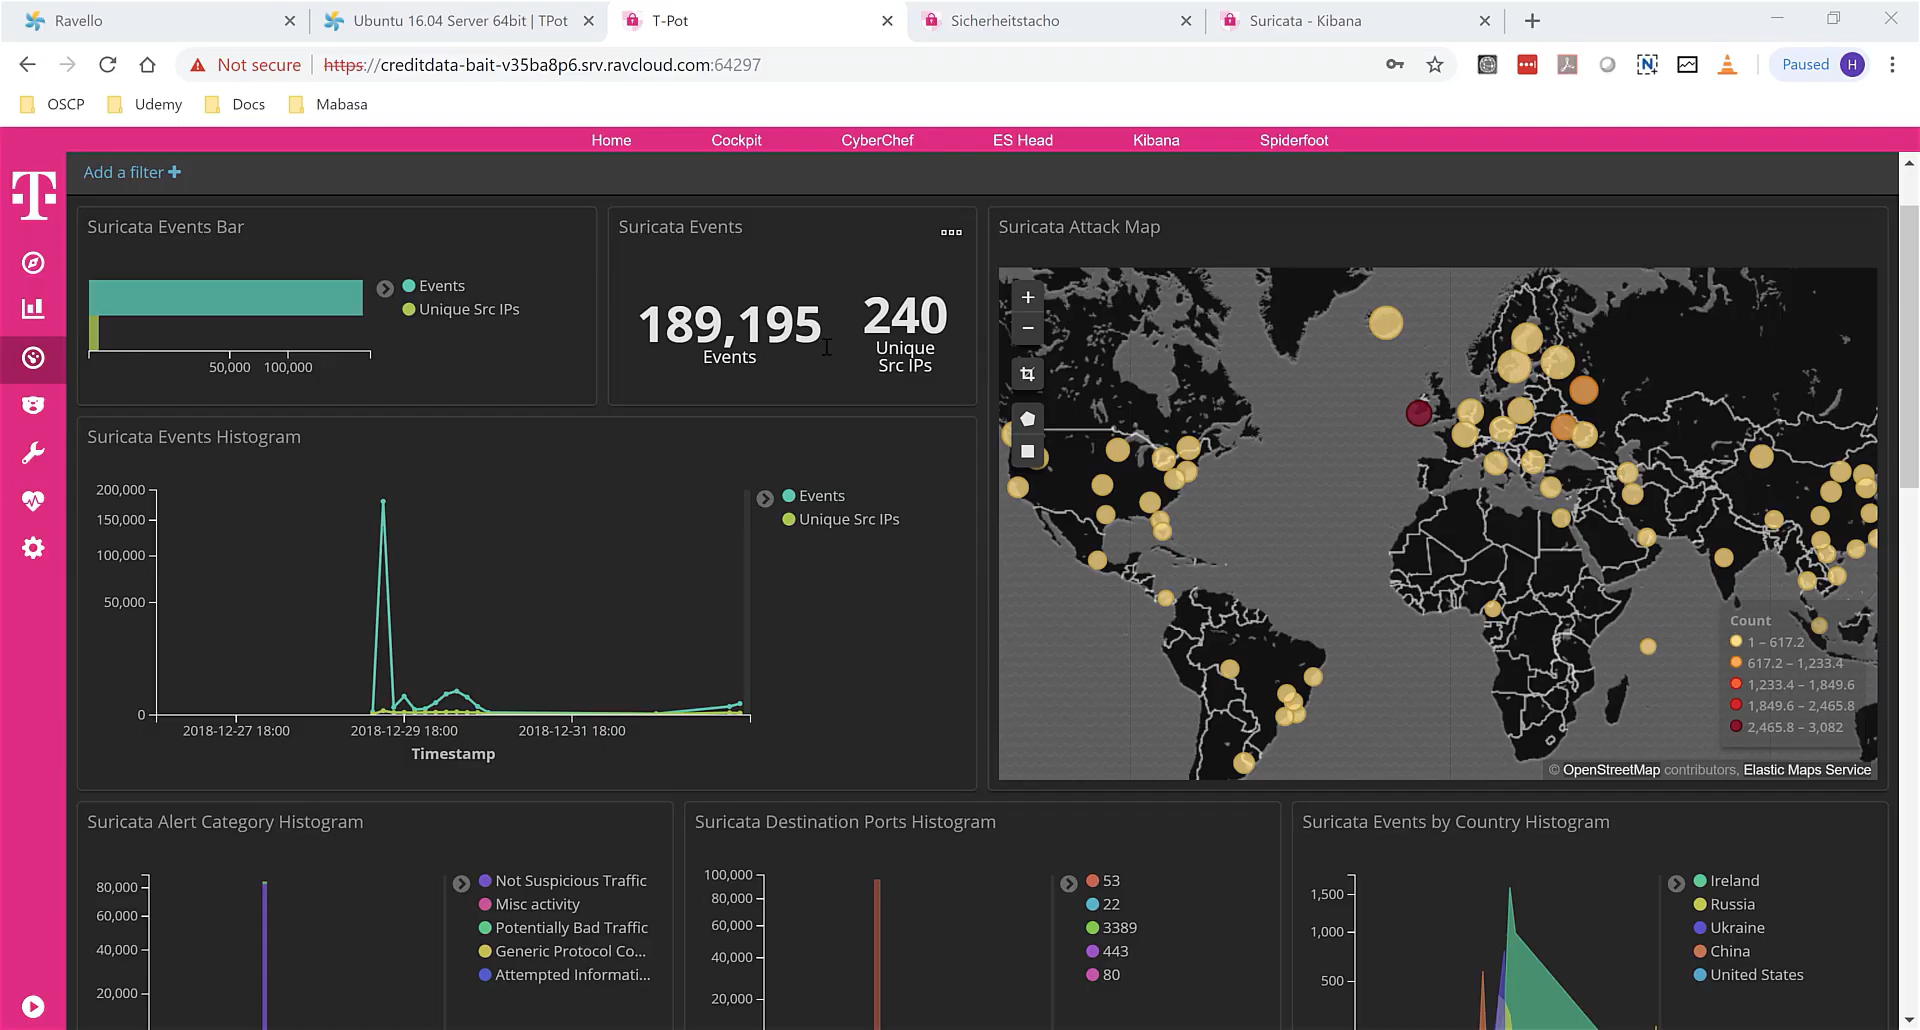 Ravello
Ubuntu 16.04 Server 64bit | TPot
T-Pot
Sicherheitstacho
Suricata - Kibana
Not secure
https://creditdata-bait-v35ba8p6.srv.ravcloud.com:64297
Paused
H
OSCP
Udemy
Docs
Mabasa
Home
Cockpit
CyberChef
ES Head
Kibana
Spiderfoot
T
Add a filter +
Suricata Events Bar
Events
Unique Src IPs
50,000
100,000
Suricata Events
189,195
Events
240
Unique
Src IPs
Suricata Attack Map
Count
1 – 617.2
617.2 – 1,233.4
1,233.4 – 1,849.6
1,849.6 – 2,465.8
2,465.8 – 3,082
© OpenStreetMap contributors, Elastic Maps Service
Suricata Events Histogram
200,000
150,000
100,000
50,000
0
2018-12-27 18:00
2018-12-29 18:00
2018-12-31 18:00
Timestamp
Events
Unique Src IPs
Suricata Alert Category Histogram
80,000
60,000
40,000
20,000
Not Suspicious Traffic
Misc activity
Potentially Bad Traffic
Generic Protocol Co...
Attempted Informati...
Suricata Destination Ports Histogram
100,000
80,000
60,000
40,000
20,000
53
22
3389
443
80
Suricata Events by Country Histogram
1,500
1,000
500
Ireland
Russia
Ukraine
China
United States